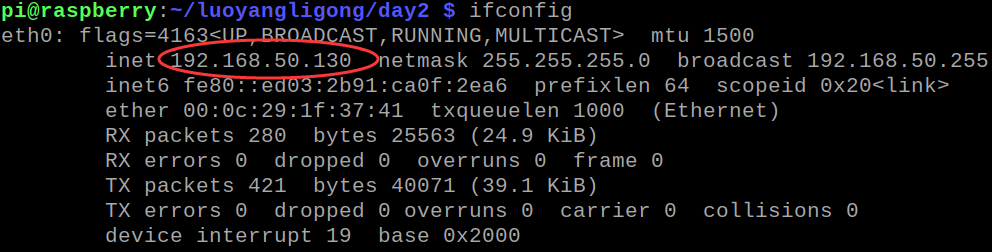 pi@raspberry:~/luoyangligong/day2 $ ifconfig
eth0: flags=4163<UP,BROADCAST,RUNNING,MULTICAST>  mtu 1500
inet 192.168.50.130  netmask 255.255.255.0  broadcast 192.168.50.255
inet6 fe80::ed03:2b91:ca0f:2ea6  prefixlen 64  scopeid 0x20<link>
ether 00:0c:29:1f:37:41  txqueuelen 1000  (Ethernet)
RX packets 280  bytes 25563 (24.9 KiB)
RX errors 0  dropped 0  overruns 0  frame 0
TX packets 421  bytes 40071 (39.1 KiB)
TX errors 0  dropped 0 overruns 0  carrier 0  collisions 0
device interrupt 19  base 0x2000